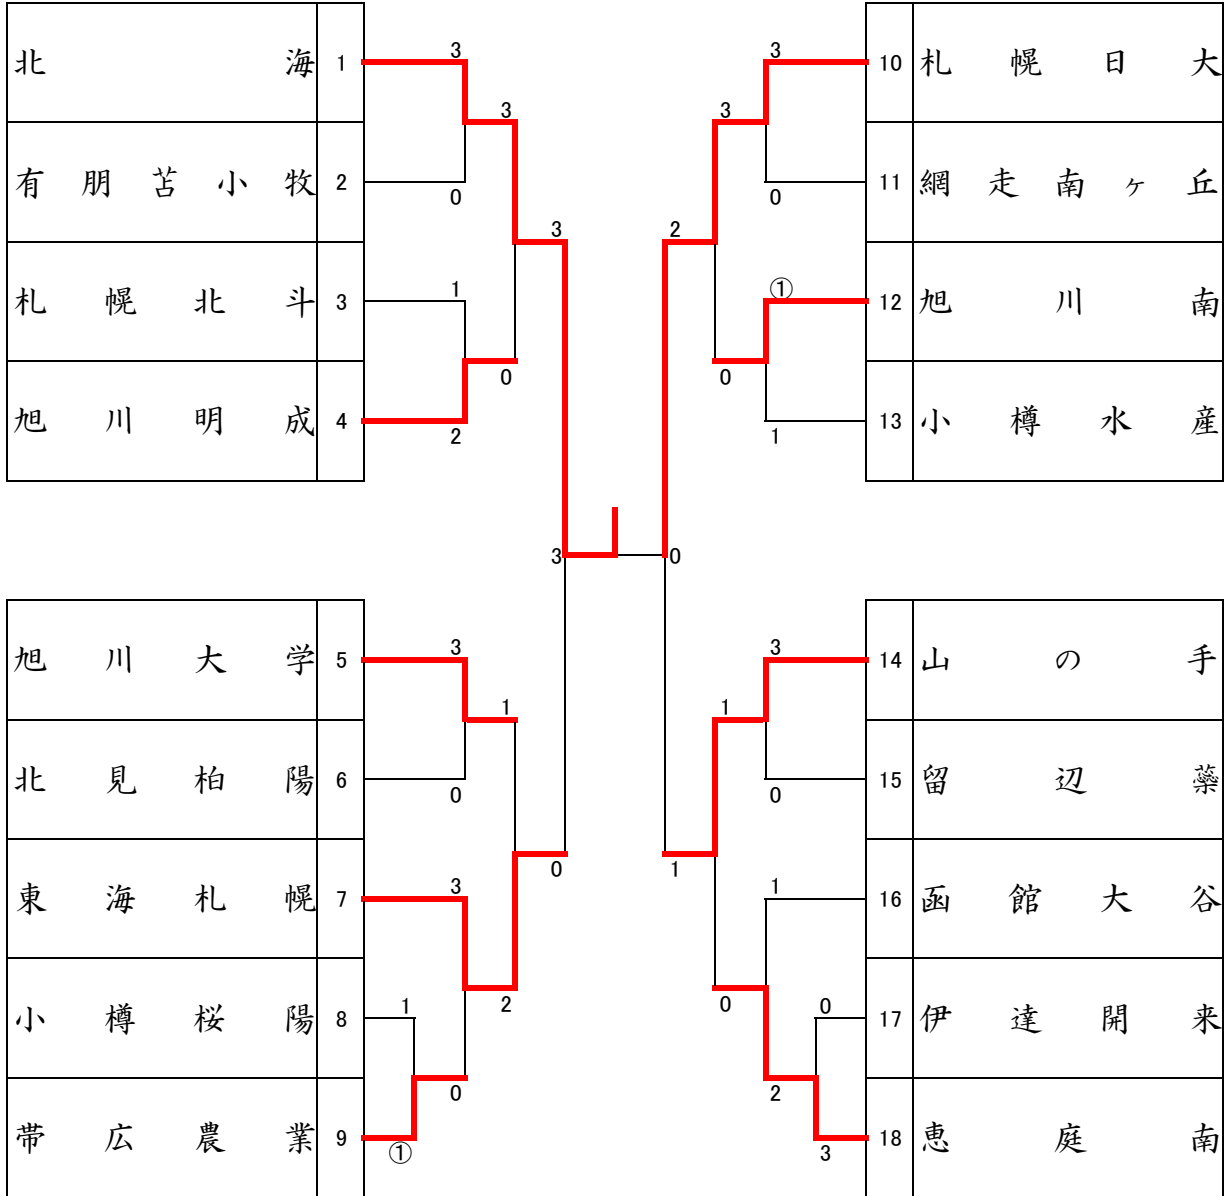 北海 1 3 3 10 札幌日大
3 3
有朋苫小牧 2 0 0 11 網走南ヶ丘
3 2
札幌北斗 3 1 ① 12 旭川南
0 0
旭川明成 4 2 1 13 小樽水産
3 0
旭川大学 5 3 3 14 山の手
1 1
北見柏陽 6 0 0 15 留辺蘂
0 1
東海札幌 7 3 1 16 函館大谷
2 0
小樽桜陽 8 1 0 17 伊達開来
0 2
帯広農業 9 ① 3 18 恵庭南